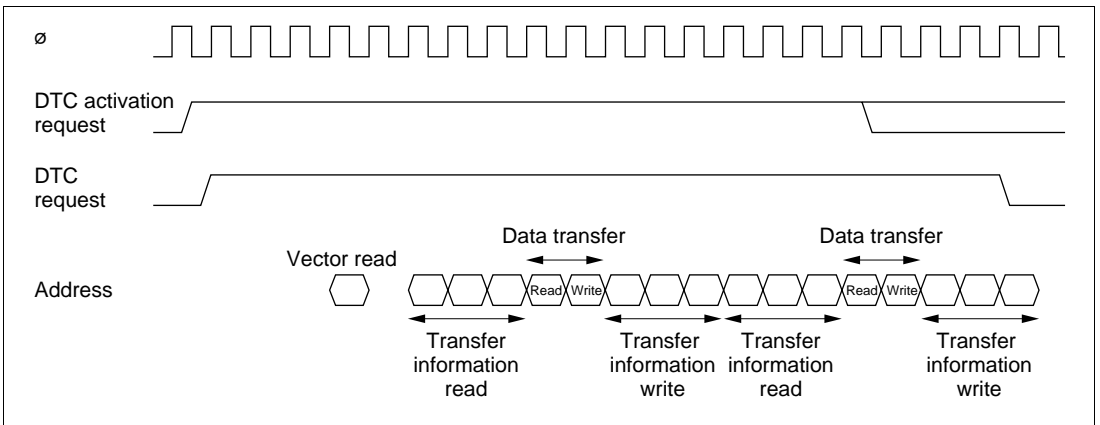 ø
DTC activation
request
DTC
request
Data transfer
Data transfer
Vector read
Address
Read
Write
Read
Write
Transfer
information
read
Transfer
information
write
Transfer
information
read
Transfer
information
write